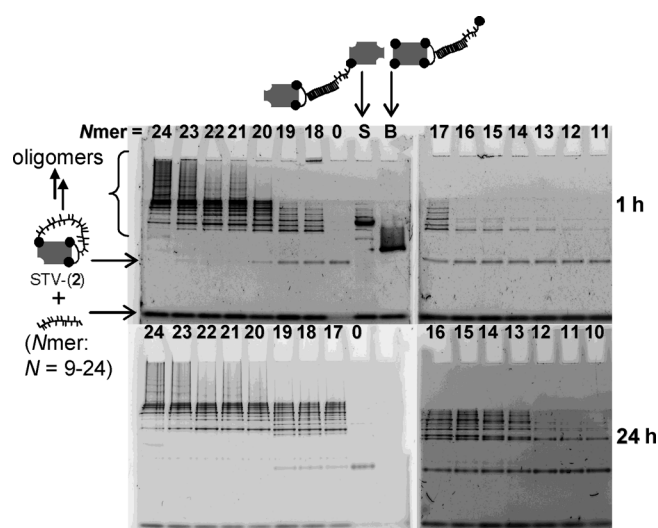 Nmer = 24 23 22 21 20 19 18 0 S B 17 16 15 14 13 12 11
oligomers
1 h
STV-(2)
+
(Nmer:
N = 9-24)
24 23 22 21 20 19 18 17 0 16 15 14 13 12 11 10
24 h